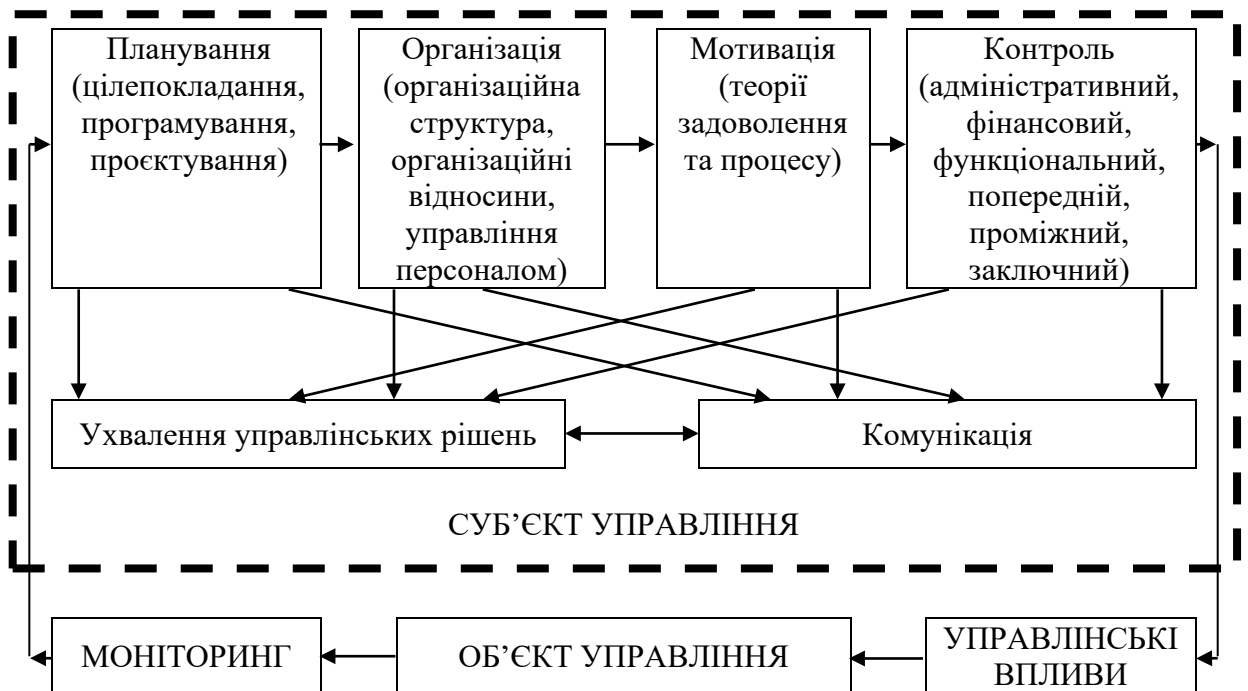 Планування
(цілепокладання,
програмування,
проєктування)
Організація
(організаційна
структура,
організаційні
відносини,
управління
персоналом)
Мотивація
(теорії
задоволення
та процесу)
Контроль
(адміністративний,
фінансовий,
функціональний,
попередній,
проміжний,
заключний)
Ухвалення управлінських рішень
Комунікація
СУБ’ЄКТ УПРАВЛІННЯ
МОНІТОРИНГ
ОБ’ЄКТ УПРАВЛІННЯ
УПРАВЛІНСЬКІ
ВПЛИВИ